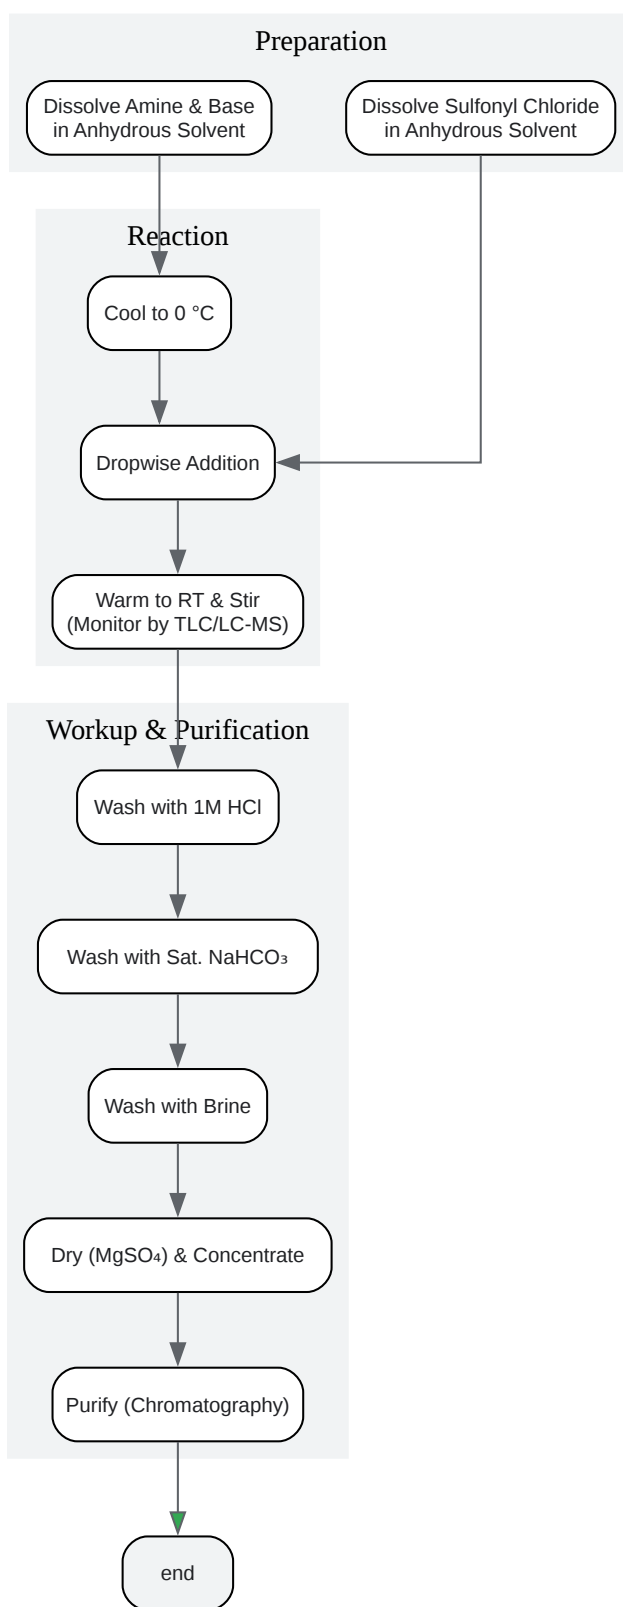 Preparation
Dissolve Amine & Base
in Anhydrous Solvent
Dissolve Sulfonyl Chloride
in Anhydrous Solvent
Reaction
Cool to 0 °C
Dropwise Addition
Warm to RT & Stir
(Monitor by TLC/LC-MS)
Workup & Purification
Wash with 1M HCl
Wash with Sat. NaHCO₃
Wash with Brine
Dry (MgSO₄) & Concentrate
Purify (Chromatography)
end